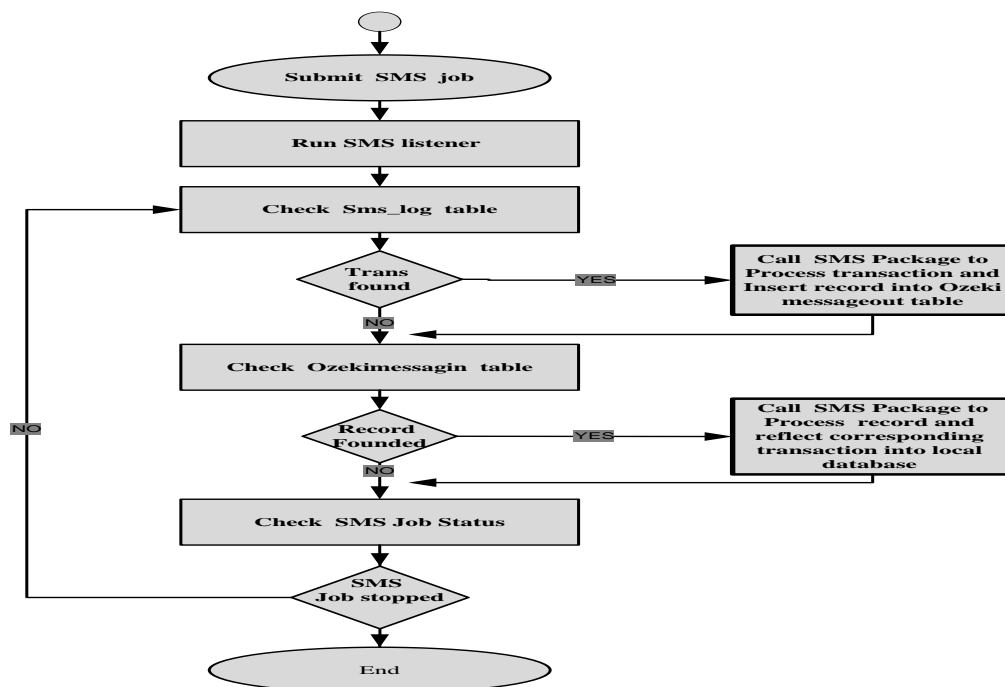 Submit SMS job
Run SMS listener
Check Sms_log table
Trans
found
YES
Call SMS Package to
Process transaction and
Insert record into Ozeki
messageout table
NO
Check Ozekimessagin table
Record
Founded
YES
Call SMS Package to
Process record and
reflect corresponding
transaction into local
database
NO
Check SMS Job Status
SMS
Job stopped
NO
End